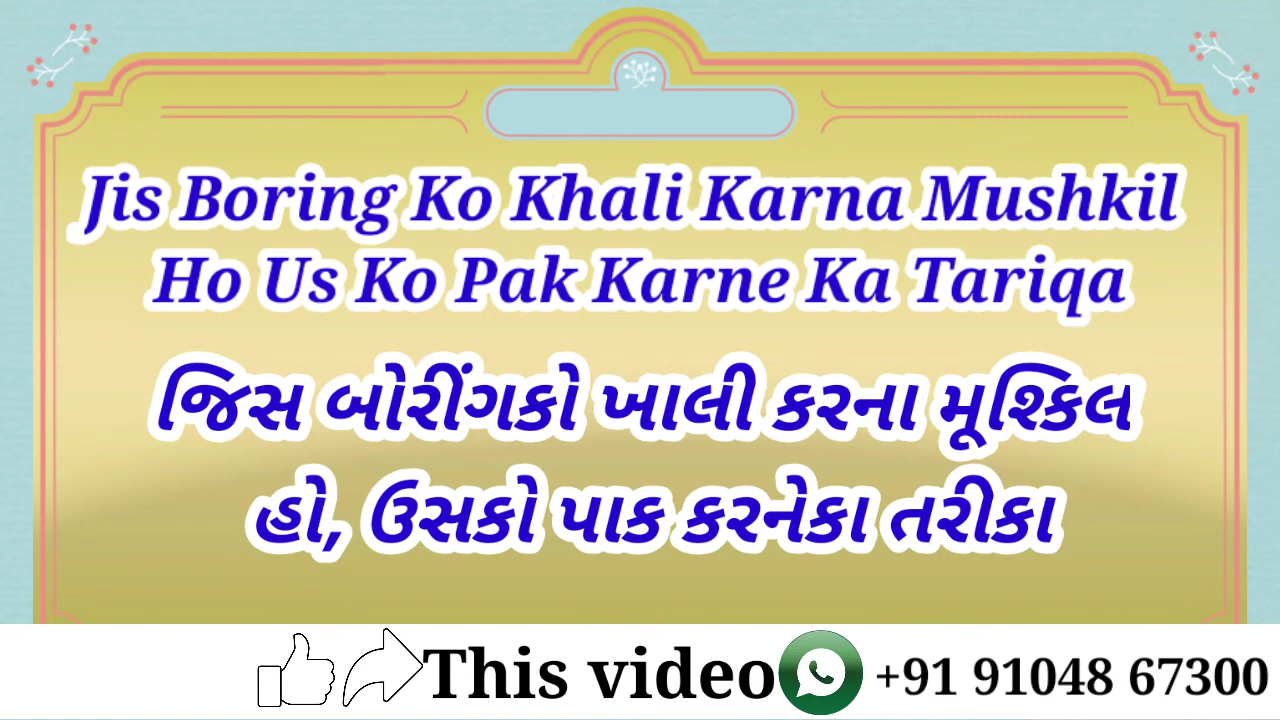 Jis Boring Ko Khali Karna Mushkil
Ho Us Ko Pak Karne Ka Tariqa
જિસ બોરીંગકો ખાલી કરના મૂશ્કિલ
હો, ઉસકો પાક કરનેકા તરીકા
This video +91 91048 67300